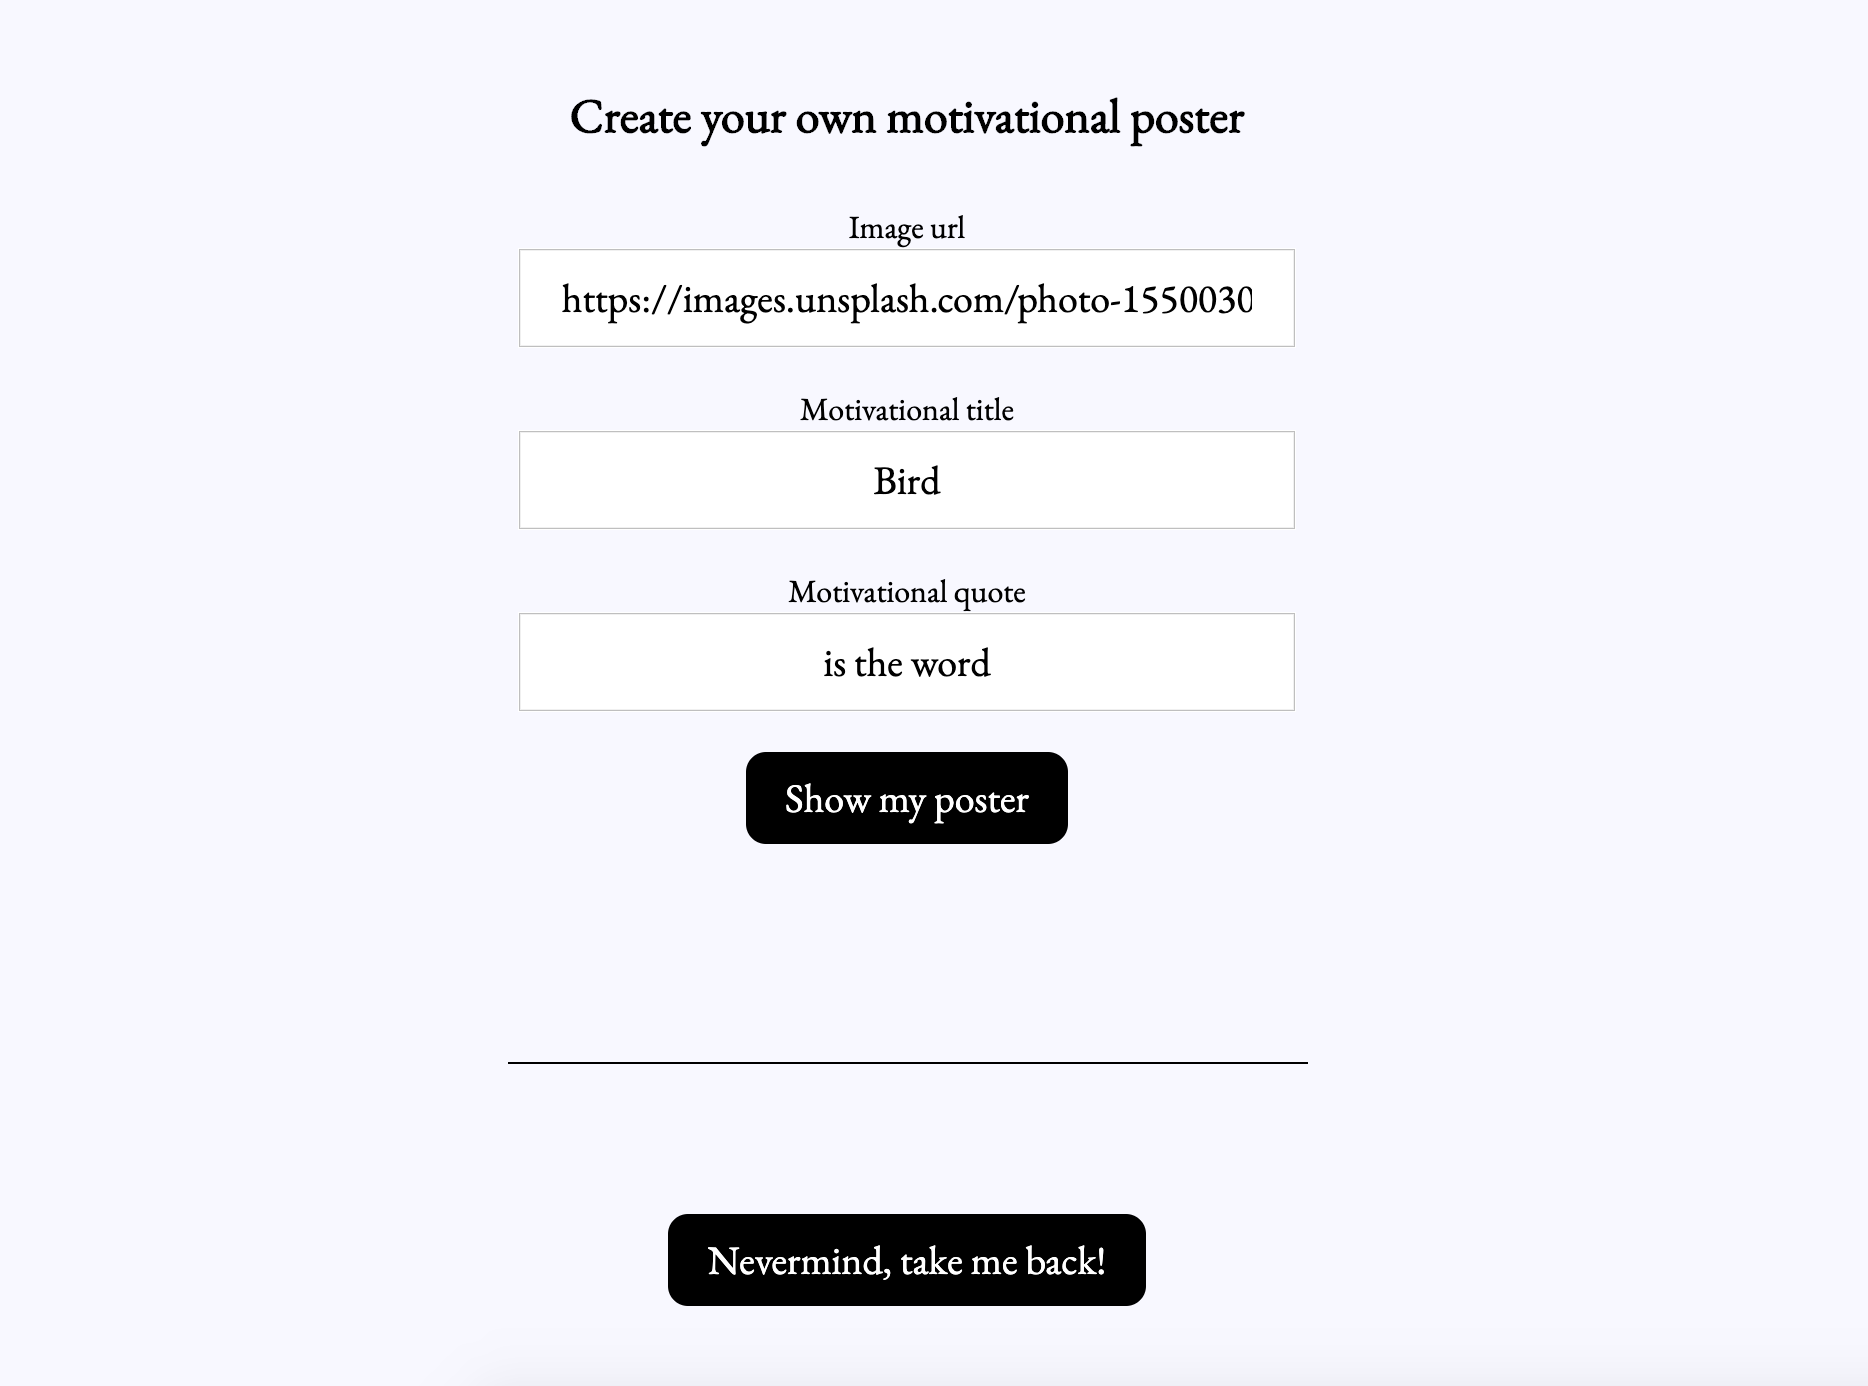 Create your own motivational poster
Image url
https://images.unsplash.com/photo-1550030
Motivational title
Bird
Motivational quote
is the word
Show my poster
Nevermind, take me back!